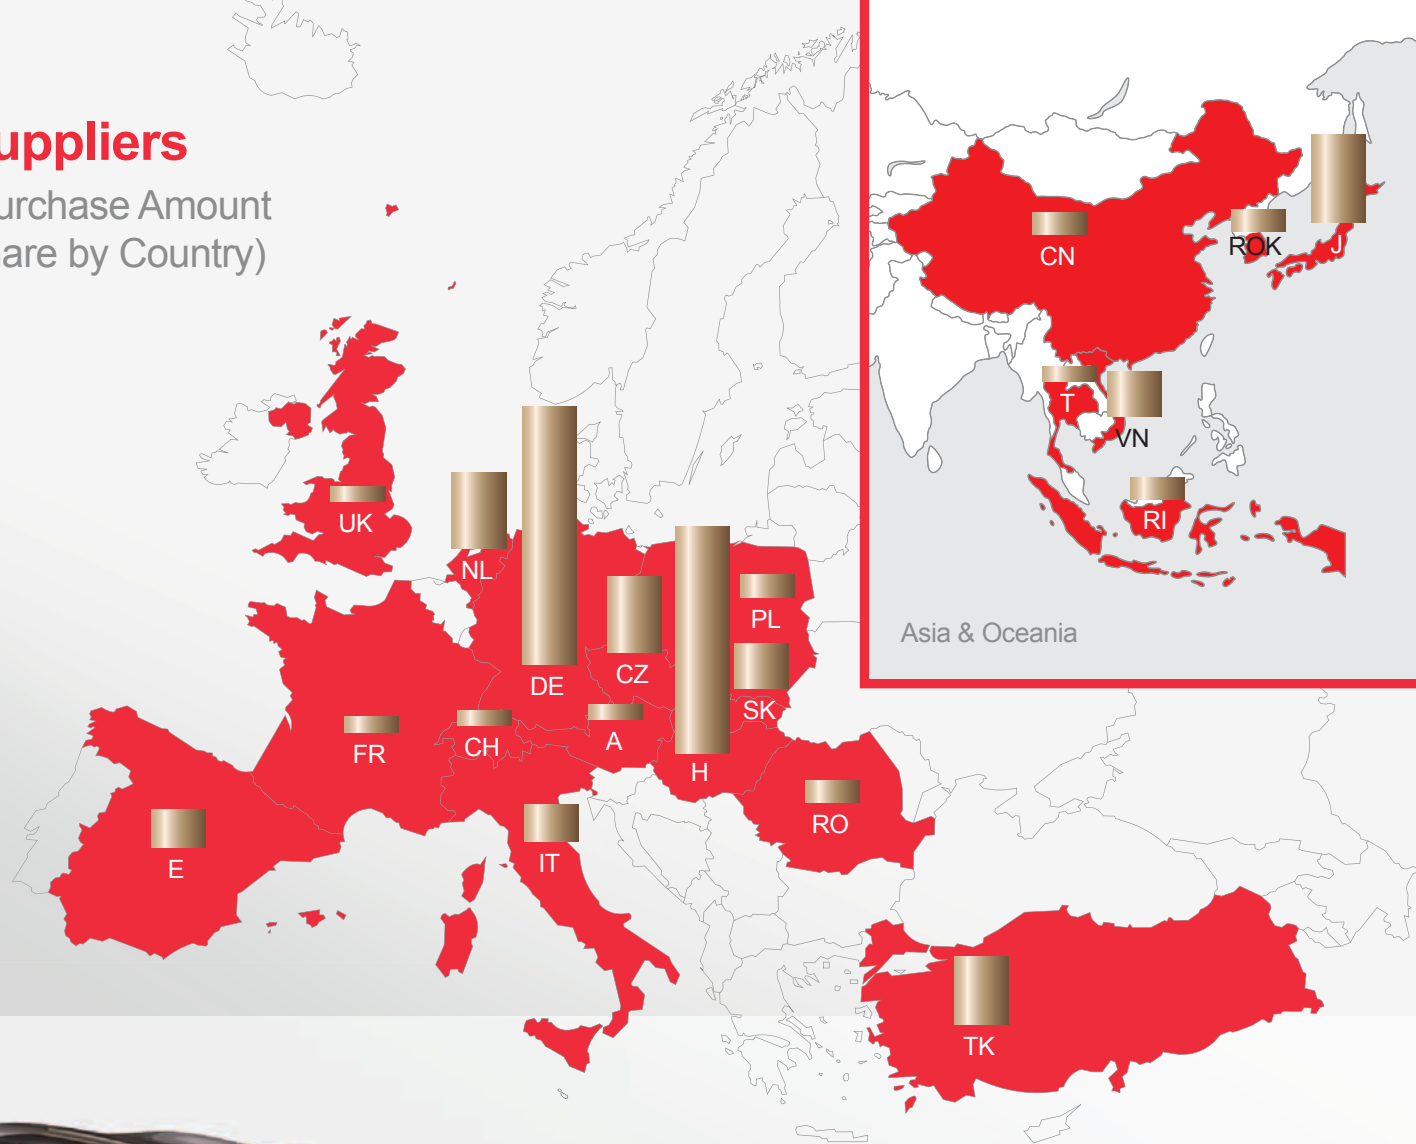 uppliers
urchase Amount
are by Country)
CN
ROK
J
T
VN
RI
Asia & Oceania
UK
NL
DE
CZ
PL
SK
FR
CH
A
H
E
IT
RO
TK